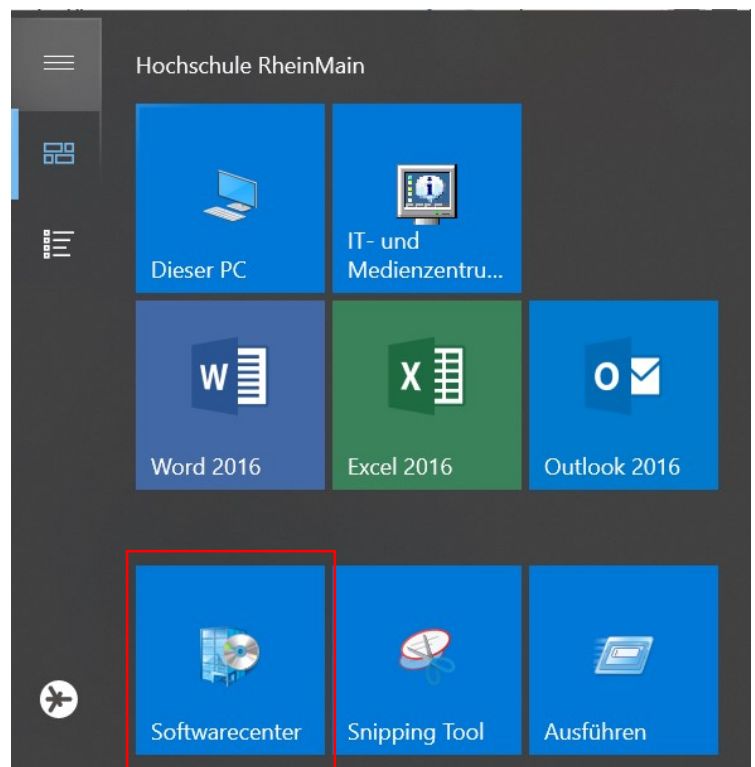 Hochschule RheinMain
Dieser PC
IT- und
Medienzentru...
Word 2016
Excel 2016
Outlook 2016
Softwarecenter
Snipping Tool
Ausführen